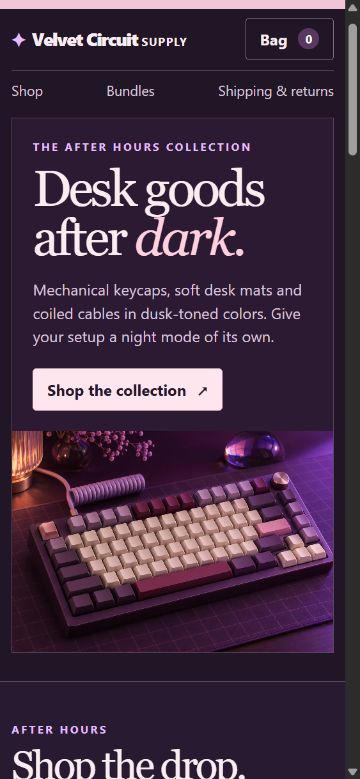 Velvet Circuit SUPPLY
Bag 0
Shop Bundles Shipping & returns
THE AFTER HOURS COLLECTION
Desk goods
after dark.
Mechanical keycaps, soft desk mats and
coiled cables in dusk-toned colors. Give
your setup a night mode of its own.
Shop the collection ↗
AFTER HOURS
Shop the drop.